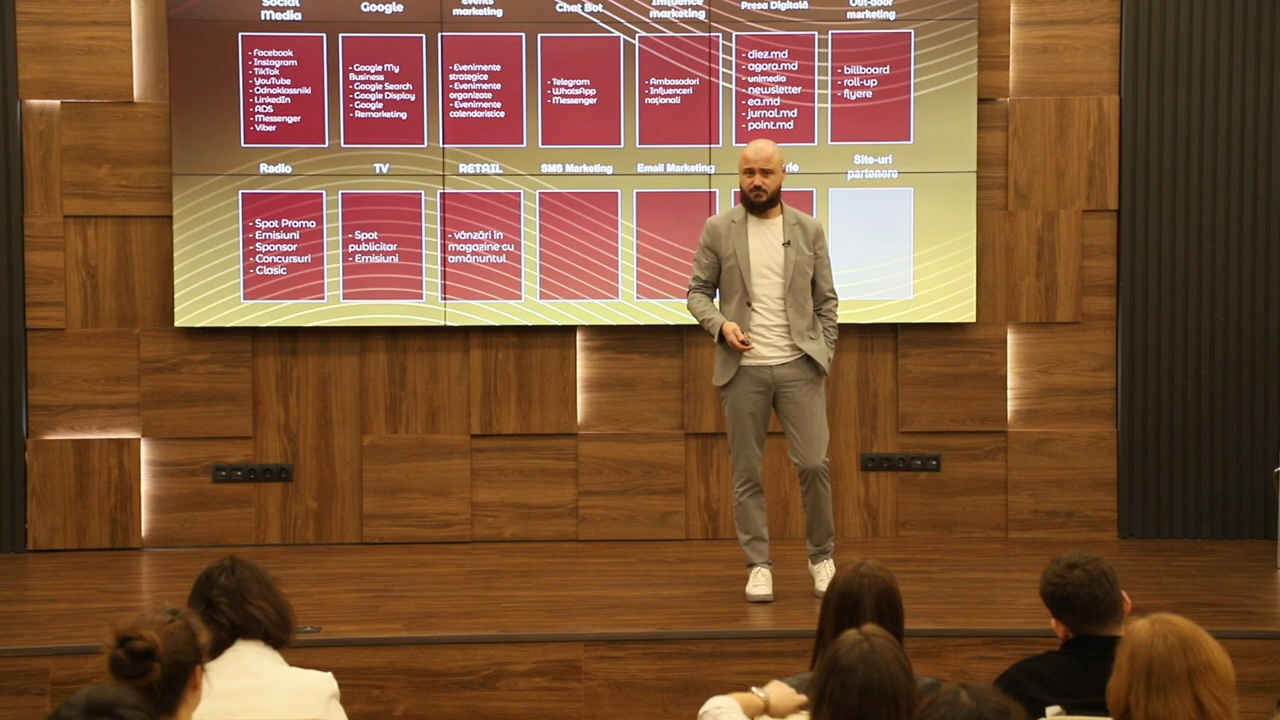 Social
Media
Google
Events
marketing
Chat Bot
Influence
marketing
Presa Digitală
Out-door
marketing
- Facebook
- Instagram
- TikTok
- YouTube
- Odnoklassniki
- LinkedIn
- ADS
- Messenger
- Viber
- Google My
Business
- Google Search
- Google Display
- Google
Remarketing
- Evenimente
strategice
- Evenimente
organizate
- Evenimente
calendaristice
- Telegram
- WhatsApp
- Messenger
- Ambasadori
- Influenceri
naționali
- diez.md
- agora.md
- unimedia
- newsletter
- ea.md
- jurnal.md
- point.md
- billboard
- roll-up
- flyere
Radio
TV
RETAIL
SMS Marketing
Email Marketing
Site-uri
partenere
- Spot Promo
- Emisiuni
- Sponsor
- Concursuri
- Clasic
- Spot
publicitar
- Emisiuni
- vânzări în
magazine cu
amănuntul